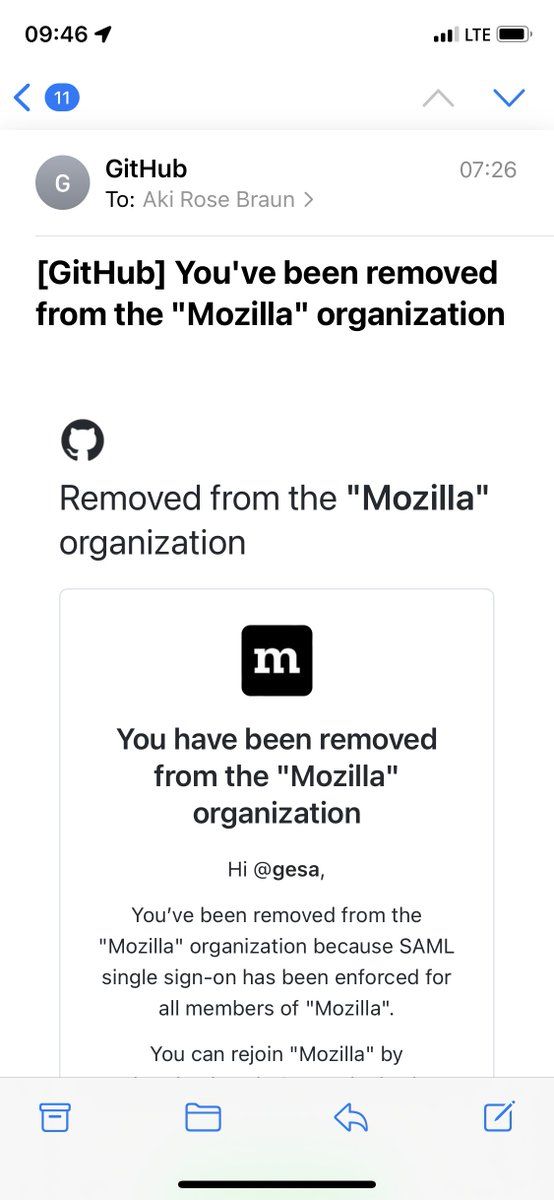 09:46
LTE
11
G
GitHub
07:26
To: Aki Rose Braun
[GitHub] You've been removed
from the "Mozilla" organization
Removed from the "Mozilla"
organization
m
You have been removed
from the "Mozilla"
organization
Hi @gesa,
You’ve been removed from the
"Mozilla" organization because SAML
single sign-on has been enforced for
all members of "Mozilla".
You can rejoin "Mozilla" by